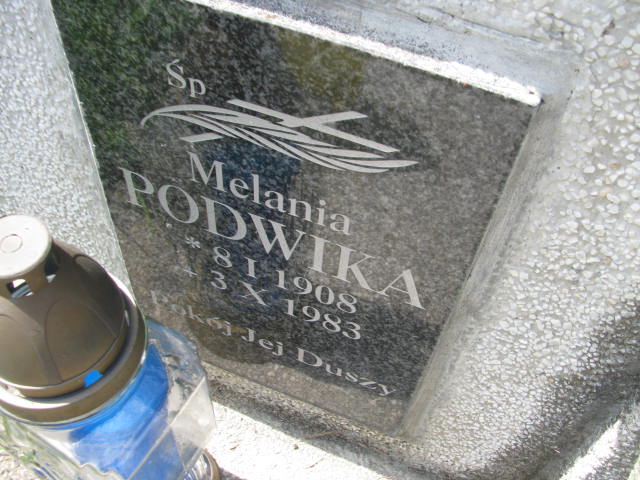 Śp
Melania
PODWIKA
* 8 I 1908
+ 3 X 1983
Pokój Jej Duszy